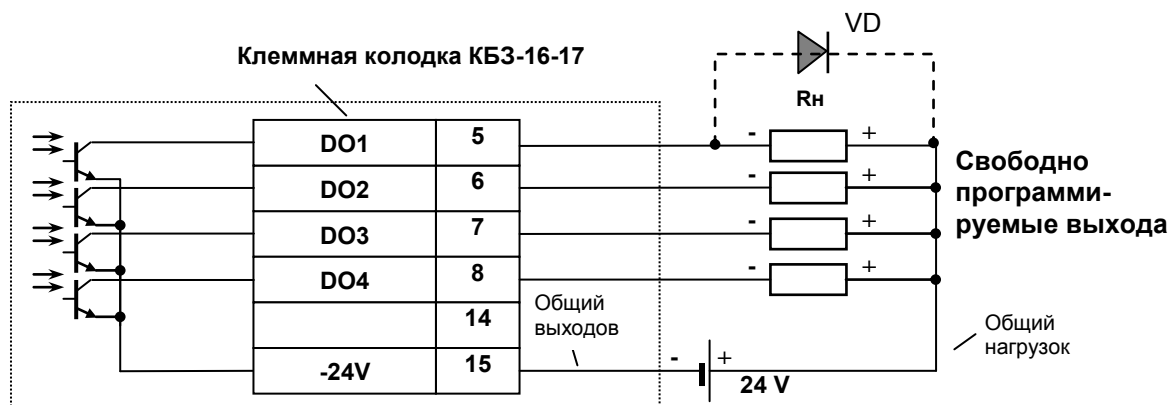 VD
Клеммная колодка КБЗ-16-17
Rн
DO1 5 - +
DO2 6 - +
DO3 7 - +
DO4 8 - +
14
-24V 15
Свободно
программи-
руемые выхода
Общий
выходов
- +
24 V
Общий
нагрузок